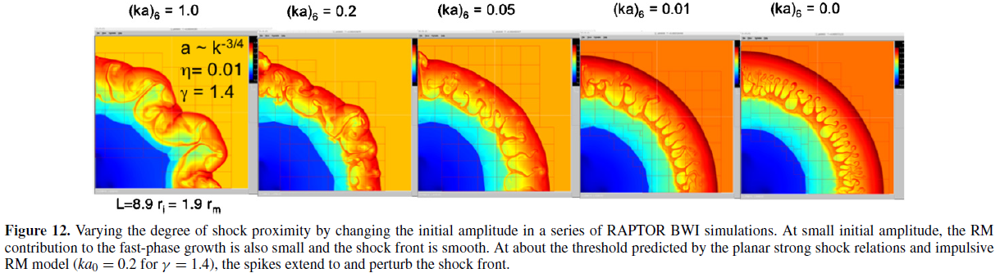 (ka)₆ = 1.0 (ka)₆ = 0.2 (ka)₆ = 0.05 (ka)₆ = 0.01 (ka)₆ = 0.0
a ~ k⁻³ᐟ⁴
η= 0.01
γ = 1.4
L=8.9 rᵢ = 1.9 rₘ
Figure 12. Varying the degree of shock proximity by changing the initial amplitude in a series of RAPTOR BWI simulations. At small initial amplitude, the RM
contribution to the fast-phase growth is also small and the shock front is smooth. At about the threshold predicted by the planar strong shock relations and impulsive
RM model (ka₀ = 0.2 for γ = 1.4), the spikes extend to and perturb the shock front.